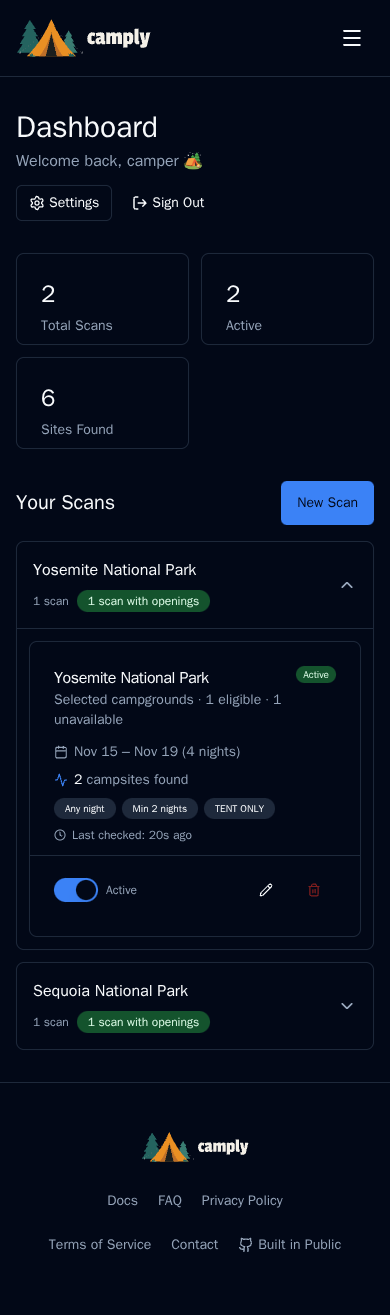 camply
Dashboard
Welcome back, camper 🏕️
Settings
Sign Out
2
Total Scans
2
Active
6
Sites Found
Your Scans
New Scan
Yosemite National Park
1 scan
1 scan with openings
Yosemite National Park
Active
Selected campgrounds · 1 eligible · 1
unavailable
Nov 15 – Nov 19 (4 nights)
2 campsites found
Any night
Min 2 nights
TENT ONLY
Last checked: 20s ago
Active
Sequoia National Park
1 scan
1 scan with openings
camply
Docs
FAQ
Privacy Policy
Terms of Service
Contact
Built in Public